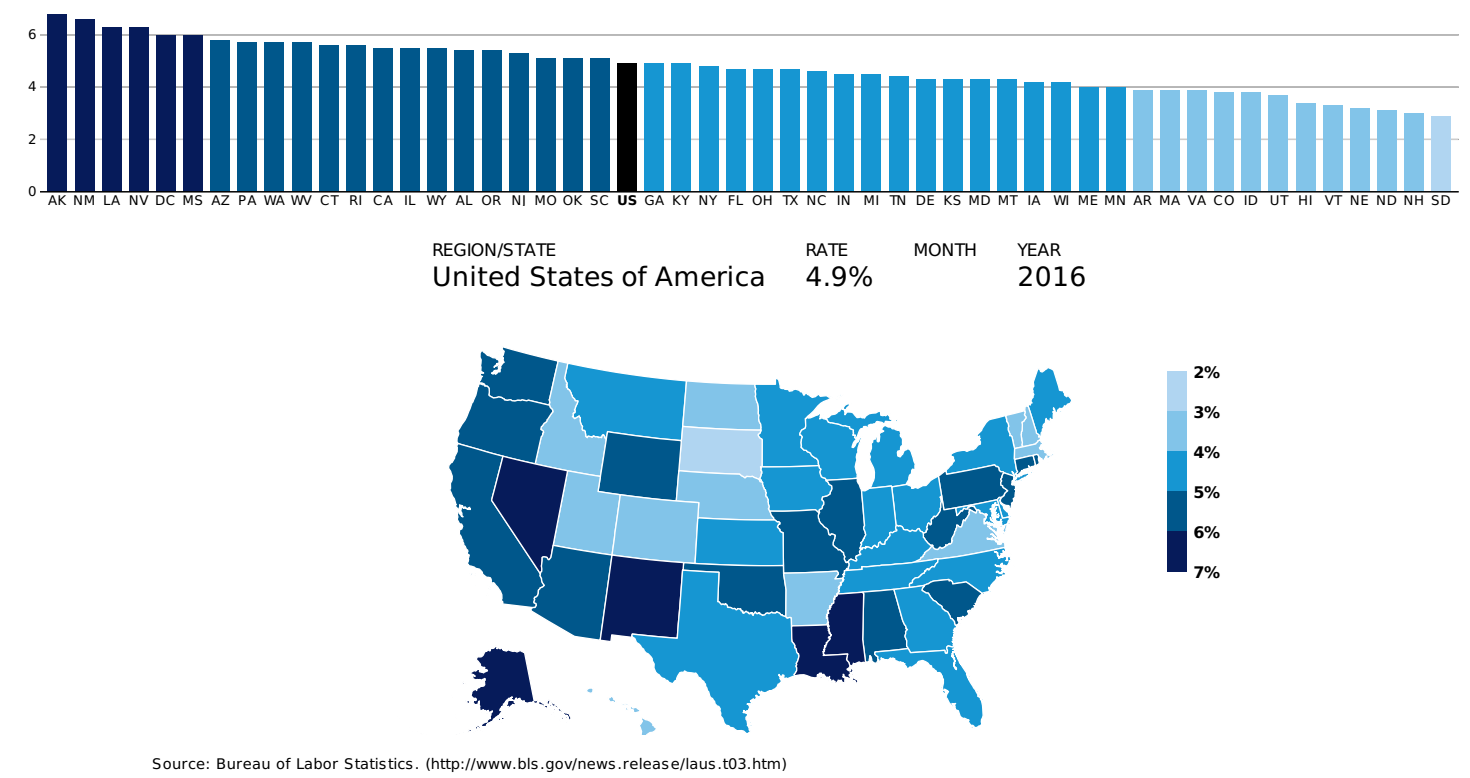 6
4
2
0
AK NM LA NV DC MS AZ PA WA WV CT RI CA IL WY AL OR NJ MO OK SC US GA KY NY FL OH TX NC IN MI TN DE KS MD MT IA WI ME MN AR MA VA CO ID UT HI VT NE ND NH SD
REGION/STATE RATE MONTH YEAR
United States of America 4.9% 2016
2%
3%
4%
5%
6%
7%
Source: Bureau of Labor Statistics. (http://www.bls.gov/news.release/laus.t03.htm)